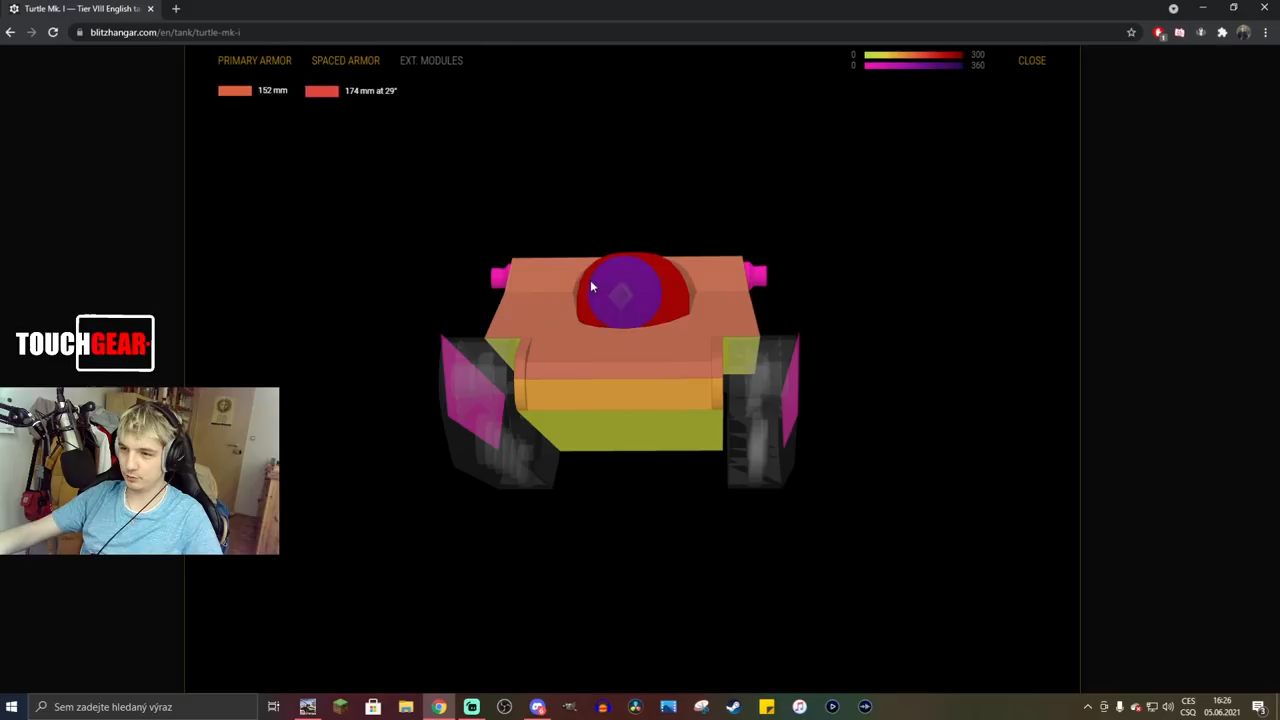 Turtle Mk. I — Tier VIII English ta
blitzhangar.com/en/tank/turtle-mk-i
PRIMARY ARMOR SPACED ARMOR EXT. MODULES
0 300
0 360
CLOSE
152 mm 174 mm at 29°
TOUCHGEAR
Sem zadejte hledaný výraz
CES 16:26
CSQ 05.06.2021